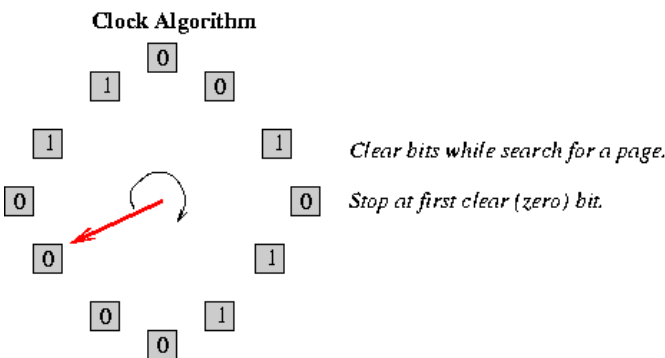 Clock Algorithm
0
1 0
1 1
Clear bits while search for a page.
0 0
Stop at first clear (zero) bit.
0 1
0 1
0